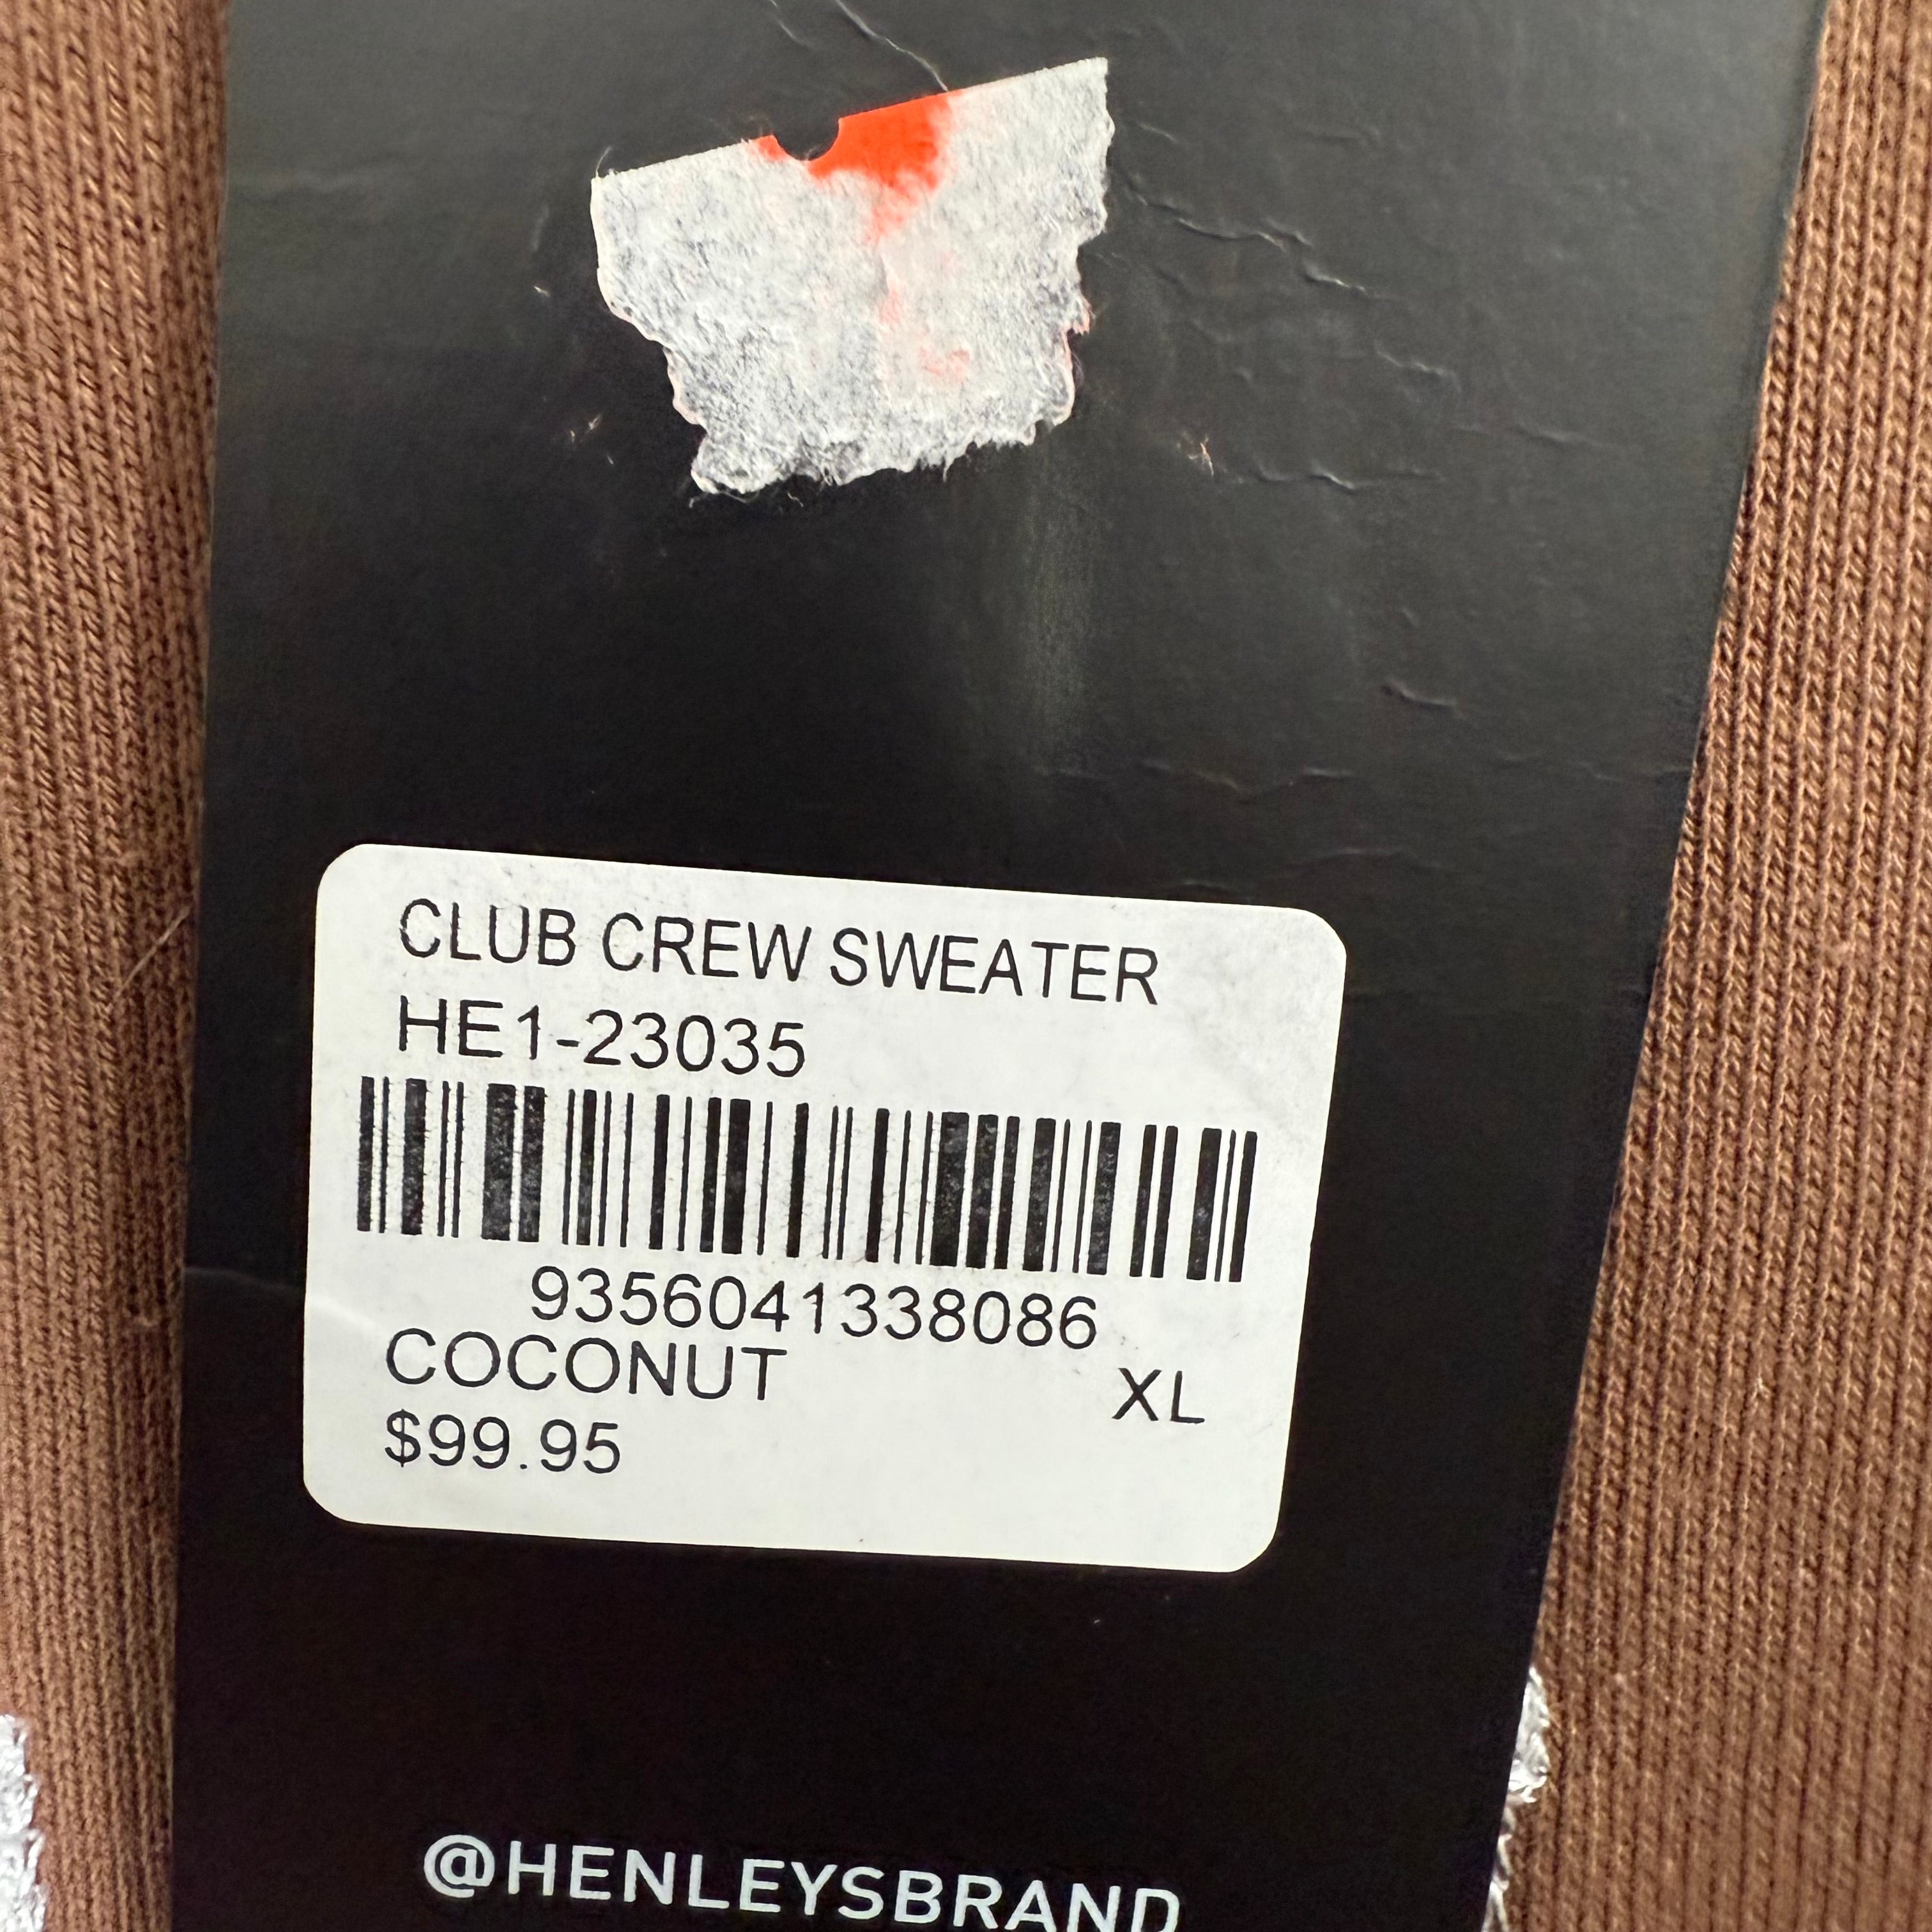 CLUB CREW SWEATER
HE1-23035
9356041338086
COCONUT XL
$99.95
@HENLEYSBRAND